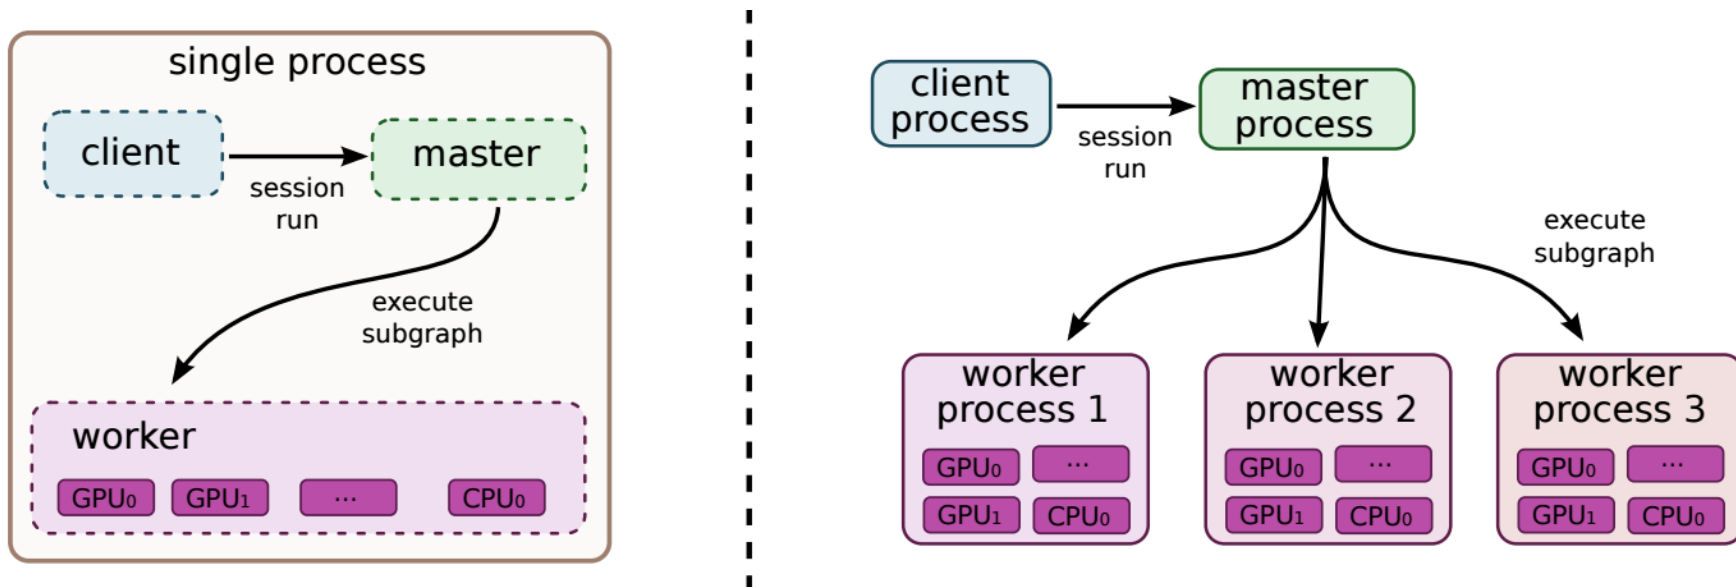 single process
client
master
session
run
execute
subgraph
worker
GPU₀
GPU₁
...
CPU₀
client
process
session
run
master
process
execute
subgraph
worker
process 1
GPU₀
...
GPU₁
CPU₀
worker
process 2
GPU₀
...
GPU₁
CPU₀
worker
process 3
GPU₀
...
GPU₁
CPU₀